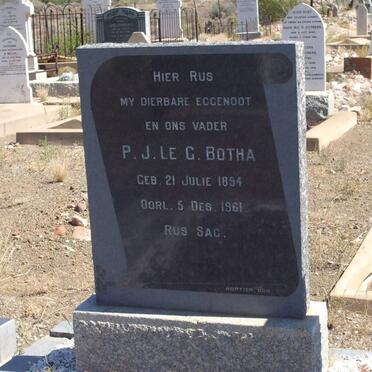 HIER RUS
MY DIERBARE EGGENOOT
EN ONS VADER
P. J. LE G. BOTHA
GEB. 21 JULIE 1894
OORL. 5 DES. 1961
RUS SAG.